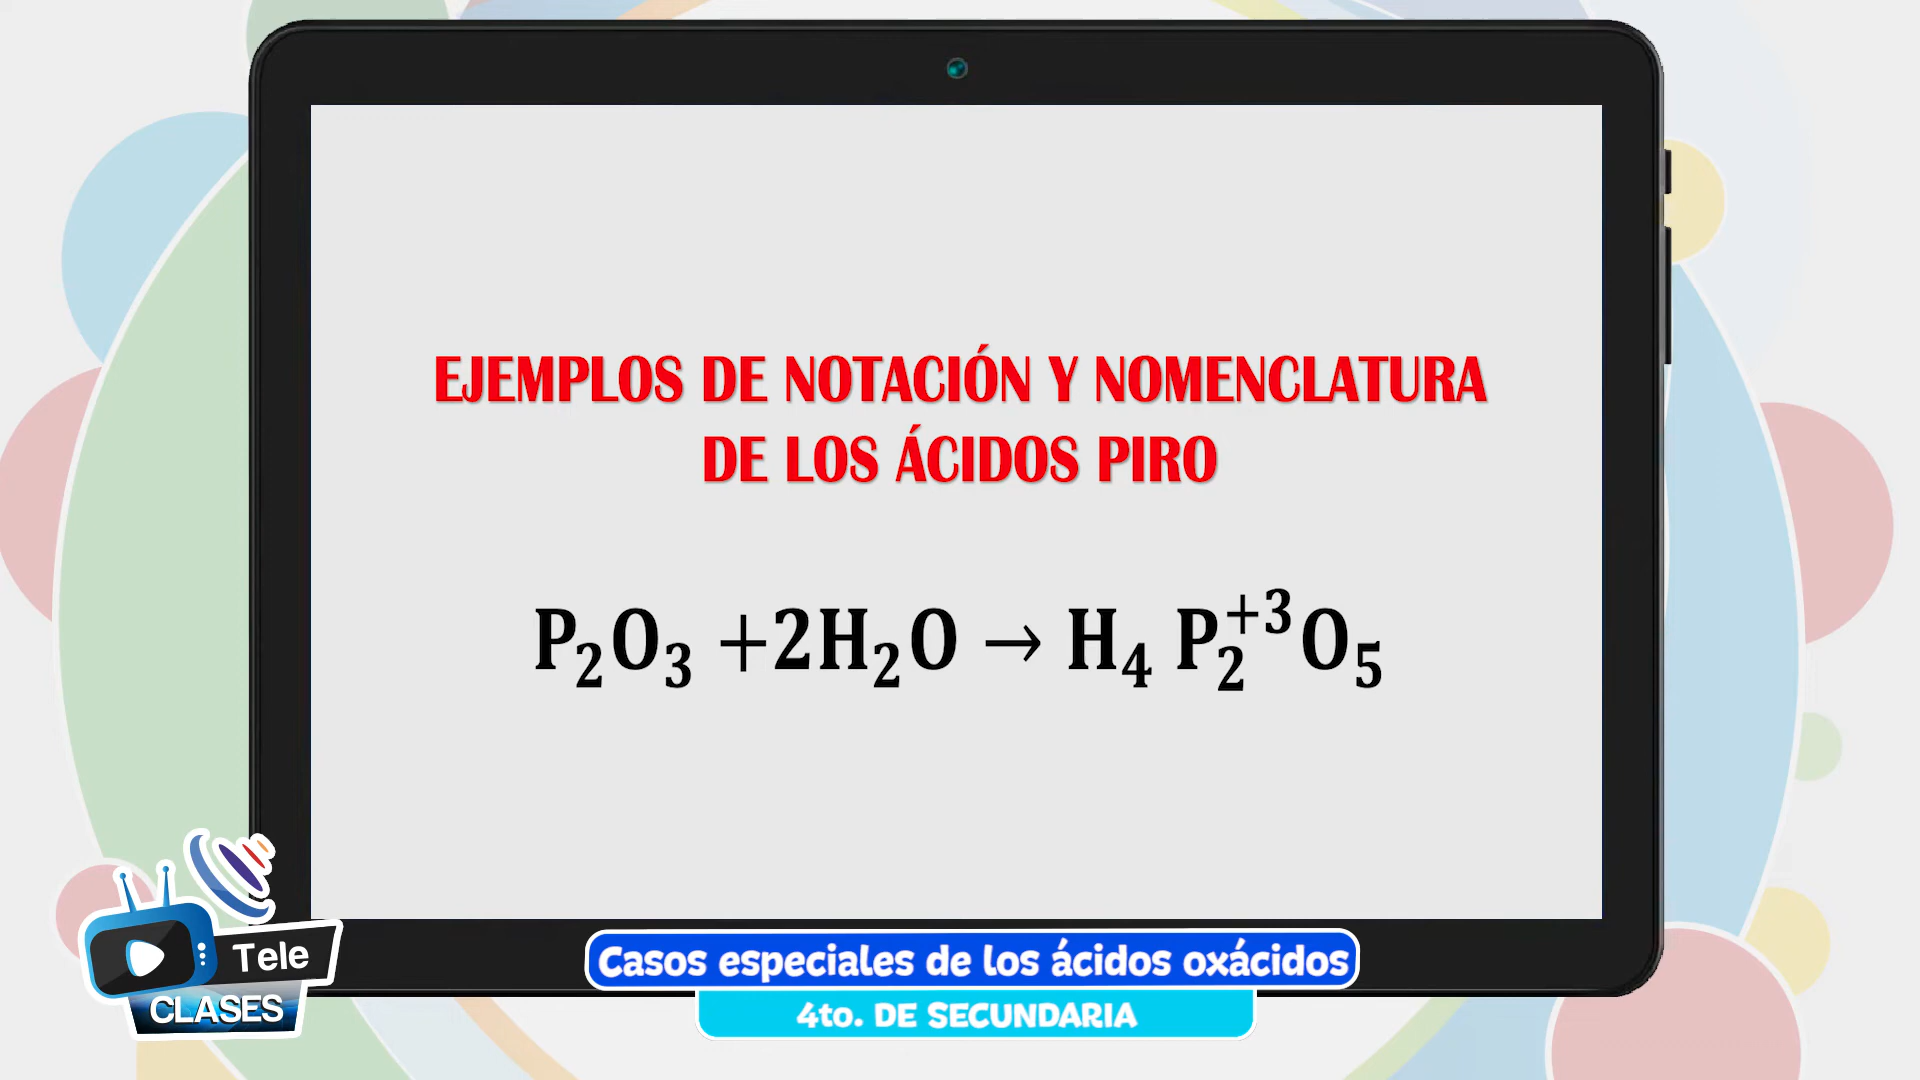 EJEMPLOS DE NOTACIÓN Y NOMENCLATURA
DE LOS ÁCIDOS PIRO
P₂O₃ +2H₂O → H₄ P₂⁺³O₅
Tele
CLASES
Casos especiales de los ácidos oxácidos
4to. DE SECUNDARIA